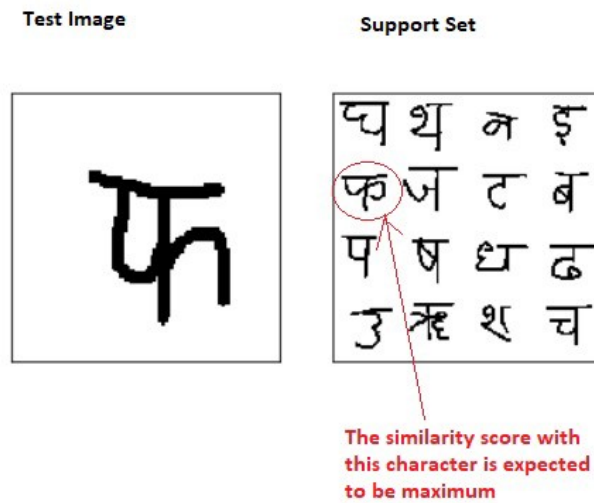 Test Image
Support Set
फ
घ थ न इ
फ ज ट ब
प ष ध ढ
उ ऋ श च
The similarity score with
this character is expected
to be maximum